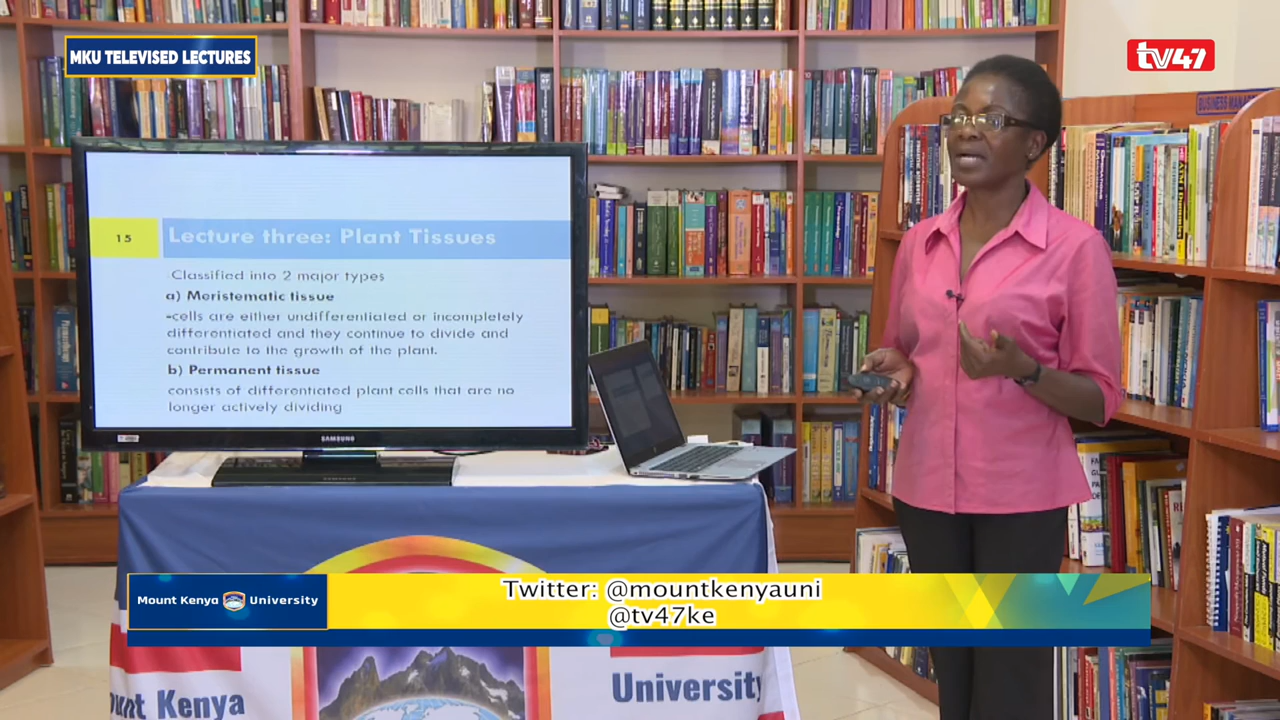 MKU TELEVISED LECTURES
tv47
BUSINESS MANAG
15
Lecture three: Plant Tissues
Classified into 2 major types
a) Meristematic tissue
-cells are either undifferentiated or incompletely
differentiated and they continue to divide and
contribute to the growth of the plant.
b) Permanent tissue
consists of differentiated plant cells that are no
longer actively dividing
SAMSUNG
Twitter: @mountkenyauni
@tv47ke
Mount Kenya University
ount Kenya
University